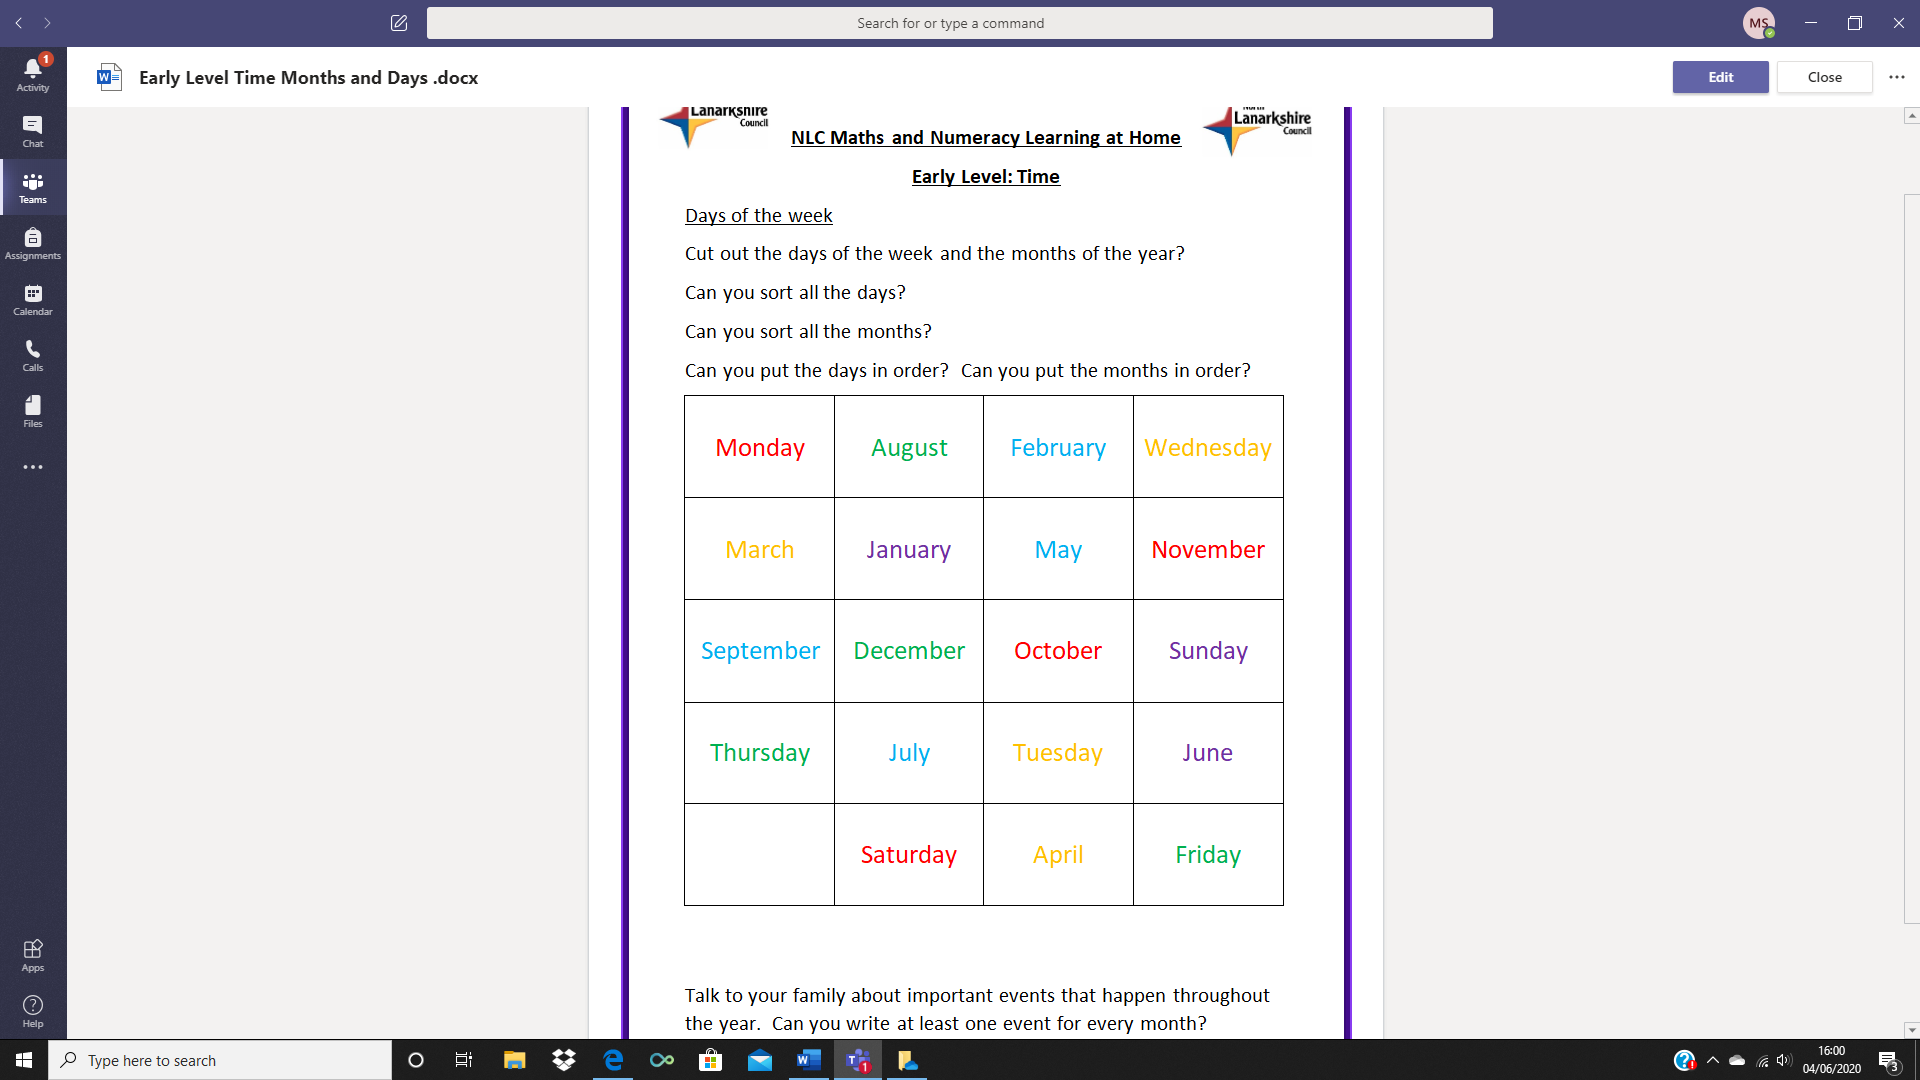 Search for or type a command
MS
1
Activity
Early Level Time Months and Days .docx
Edit
Close
Chat
Teams
Assignments
Calendar
Calls
Files
Lanarkshire
Council
North
Lanarkshire
Council
NLC Maths and Numeracy Learning at Home
Early Level: Time
Days of the week
Cut out the days of the week and the months of the year?
Can you sort all the days?
Can you sort all the months?
Can you put the days in order?  Can you put the months in order?
Monday August February Wednesday
March January May November
September December October Sunday
Thursday July Tuesday June
Saturday April Friday
Talk to your family about important events that happen throughout
the year.  Can you write at least one event for every month?
Apps
Help
Type here to search
1
16:00
04/06/2020
3